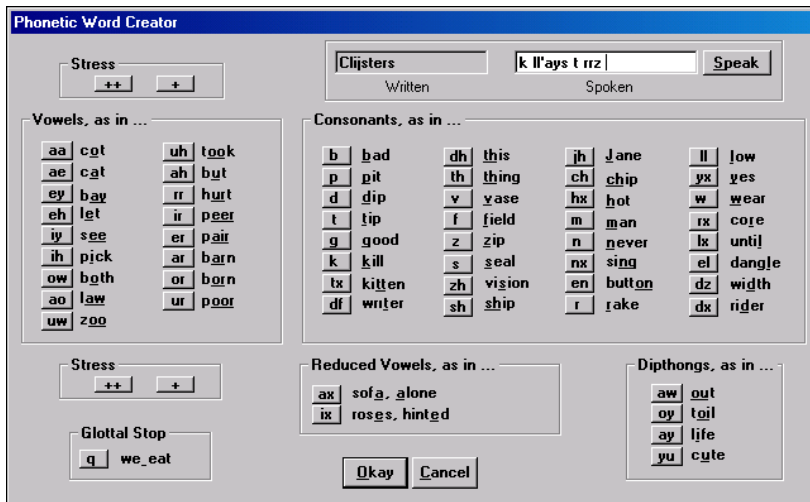 Phonetic Word Creator
Stress
++ +
Clijsters k ll'ays t rrz Speak
Written Spoken
Vowels, as in ...
aa cot uh took
ae cat ah but
ey bay rr hurt
eh let ir peer
iy see er pair
ih pick ar barn
ow both or born
ao law ur poor
uw zoo
Consonants, as in ...
b bad dh this jh Jane ll low
p pit th thing ch chip yx yes
d dip v vase hx hot w wear
t tip f field m man rx core
g good z zip n never lx until
k kill s seal nx sing el dangle
tx kitten zh vision en button dz width
df writer sh ship r rake dx rider
Stress
++ +
Reduced Vowels, as in ...
ax sofa, alone
ix roses, hinted
Dipthongs, as in ...
aw out
oy toil
ay life
yu cute
Glottal Stop
q we_eat
Okay Cancel